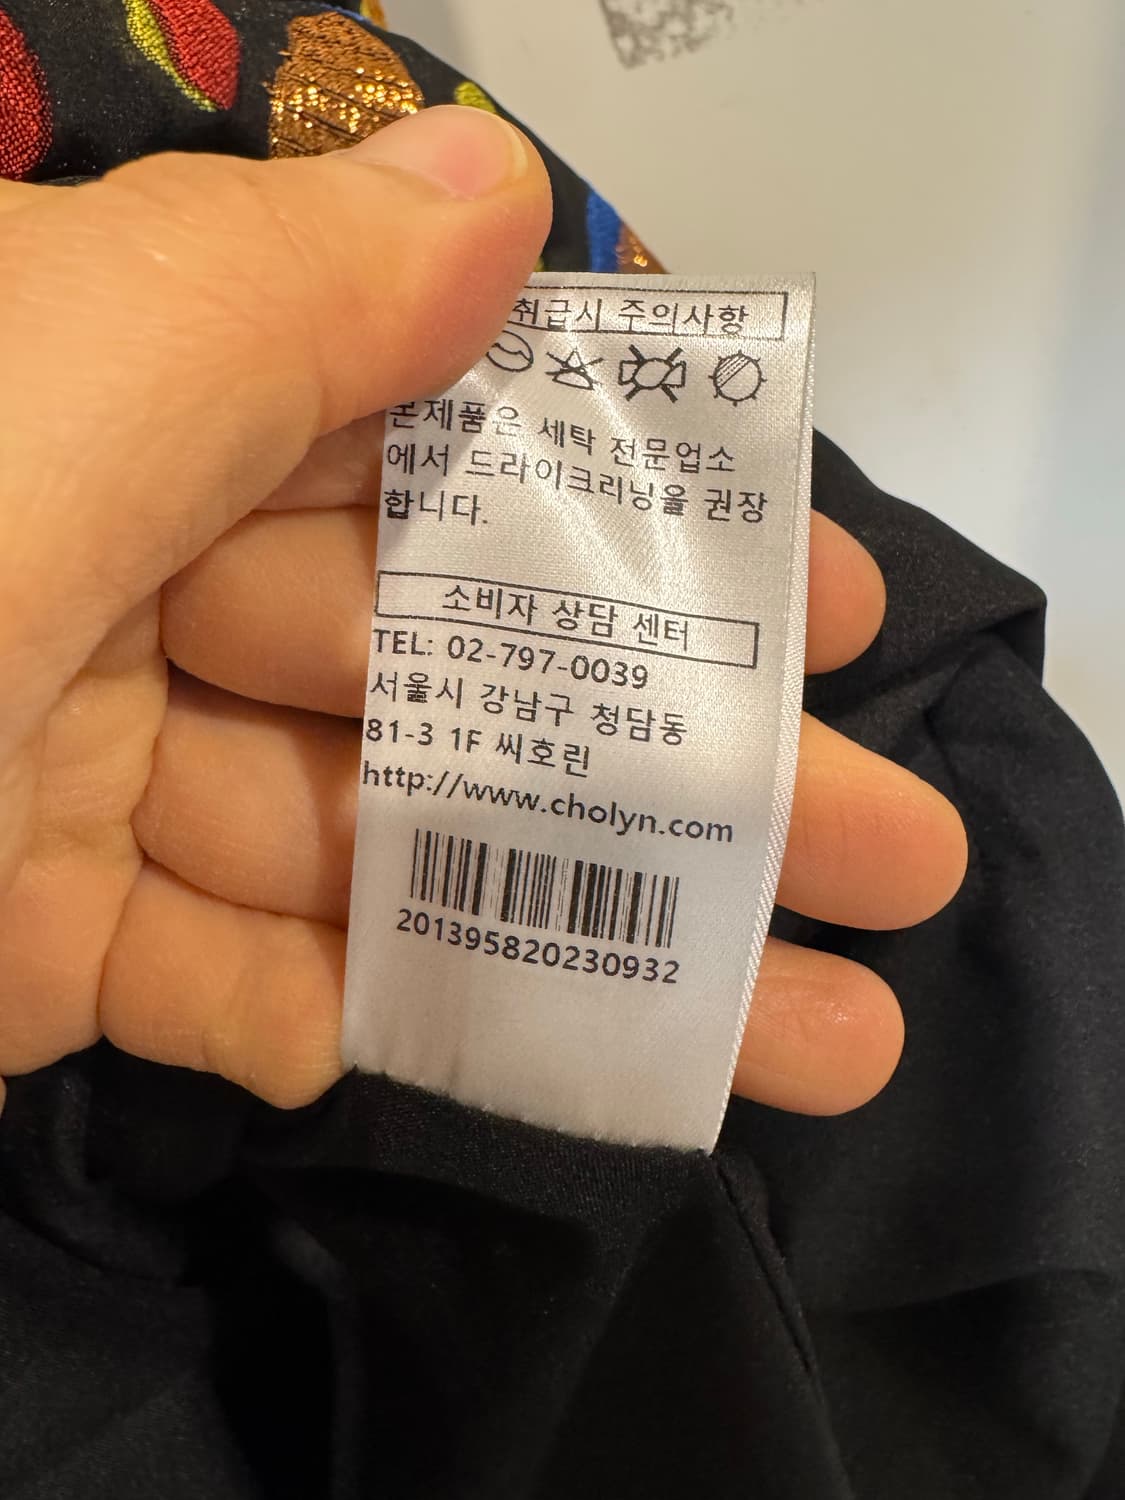 취급시 주의사항
본제품은 세탁 전문업소
에서 드라이크리닝을 권장
합니다.
소비자 상담 센터
TEL: 02-797-0039
서울시 강남구 청담동
81-3 1F 씨호린
http://www.cholyn.com
201395820230932